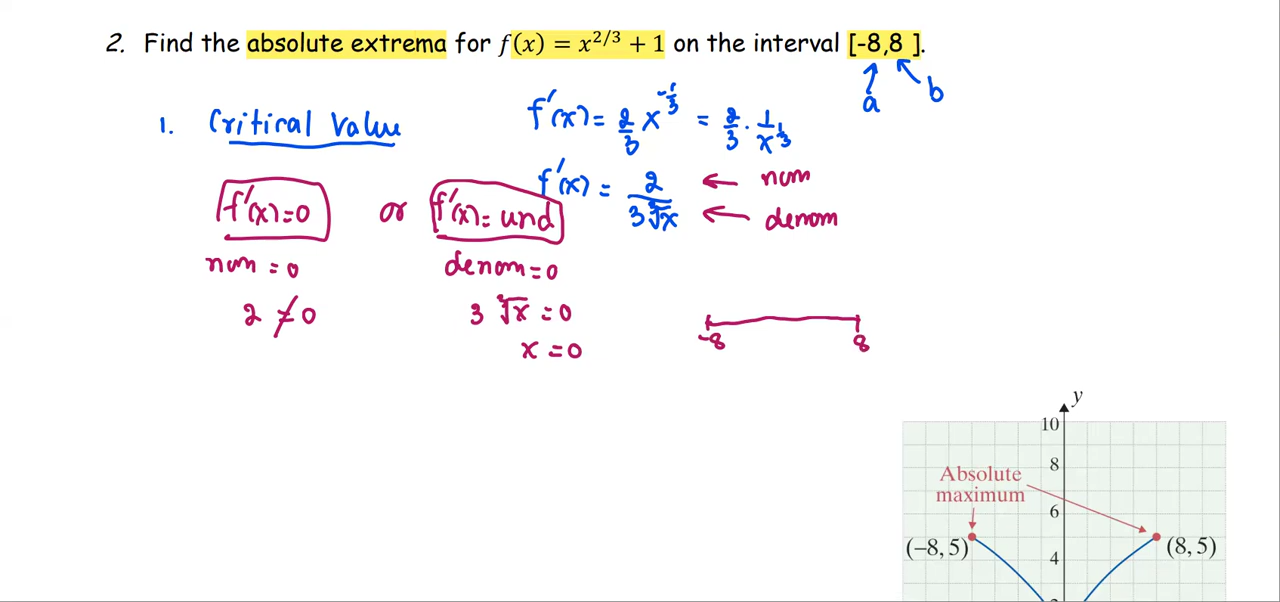 2. Find the absolute extrema for f(x) = x^{2/3} + 1 on the interval [-8,8 ].
a b
1. Critical Value
f'(x) = 2/3 x^{-1/3} = 2/3 · 1/x^{1/3}
f'(x) = 2/(3∛x) ← num
← denom
f'(x)=0 or f'(x)= und
num = 0 denom = 0
2 ≠ 0 3 ∛x = 0
x = 0
-8 8
y
10
8
6
4
Absolute
maximum
(−8, 5) (8, 5)